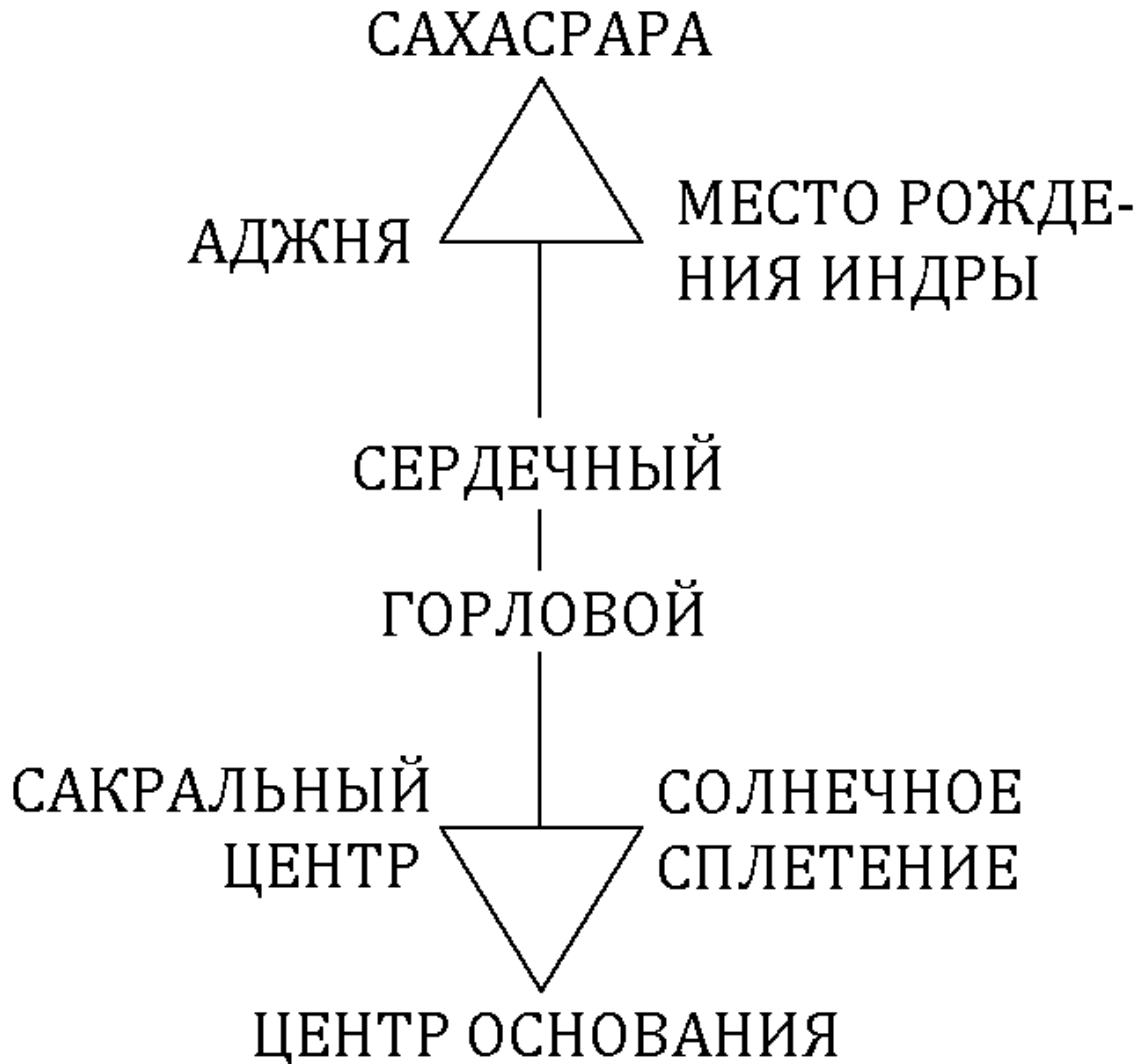 САХАСРАРА
АДЖНЯ
МЕСТО РОЖДЕ-
НИЯ ИНДРЫ
СЕРДЕЧНЫЙ
ГОРЛОВОЙ
САКРАЛЬНЫЙ
ЦЕНТР
СОЛНЕЧНОЕ
СПЛЕТЕНИЕ
ЦЕНТР ОСНОВАНИЯ